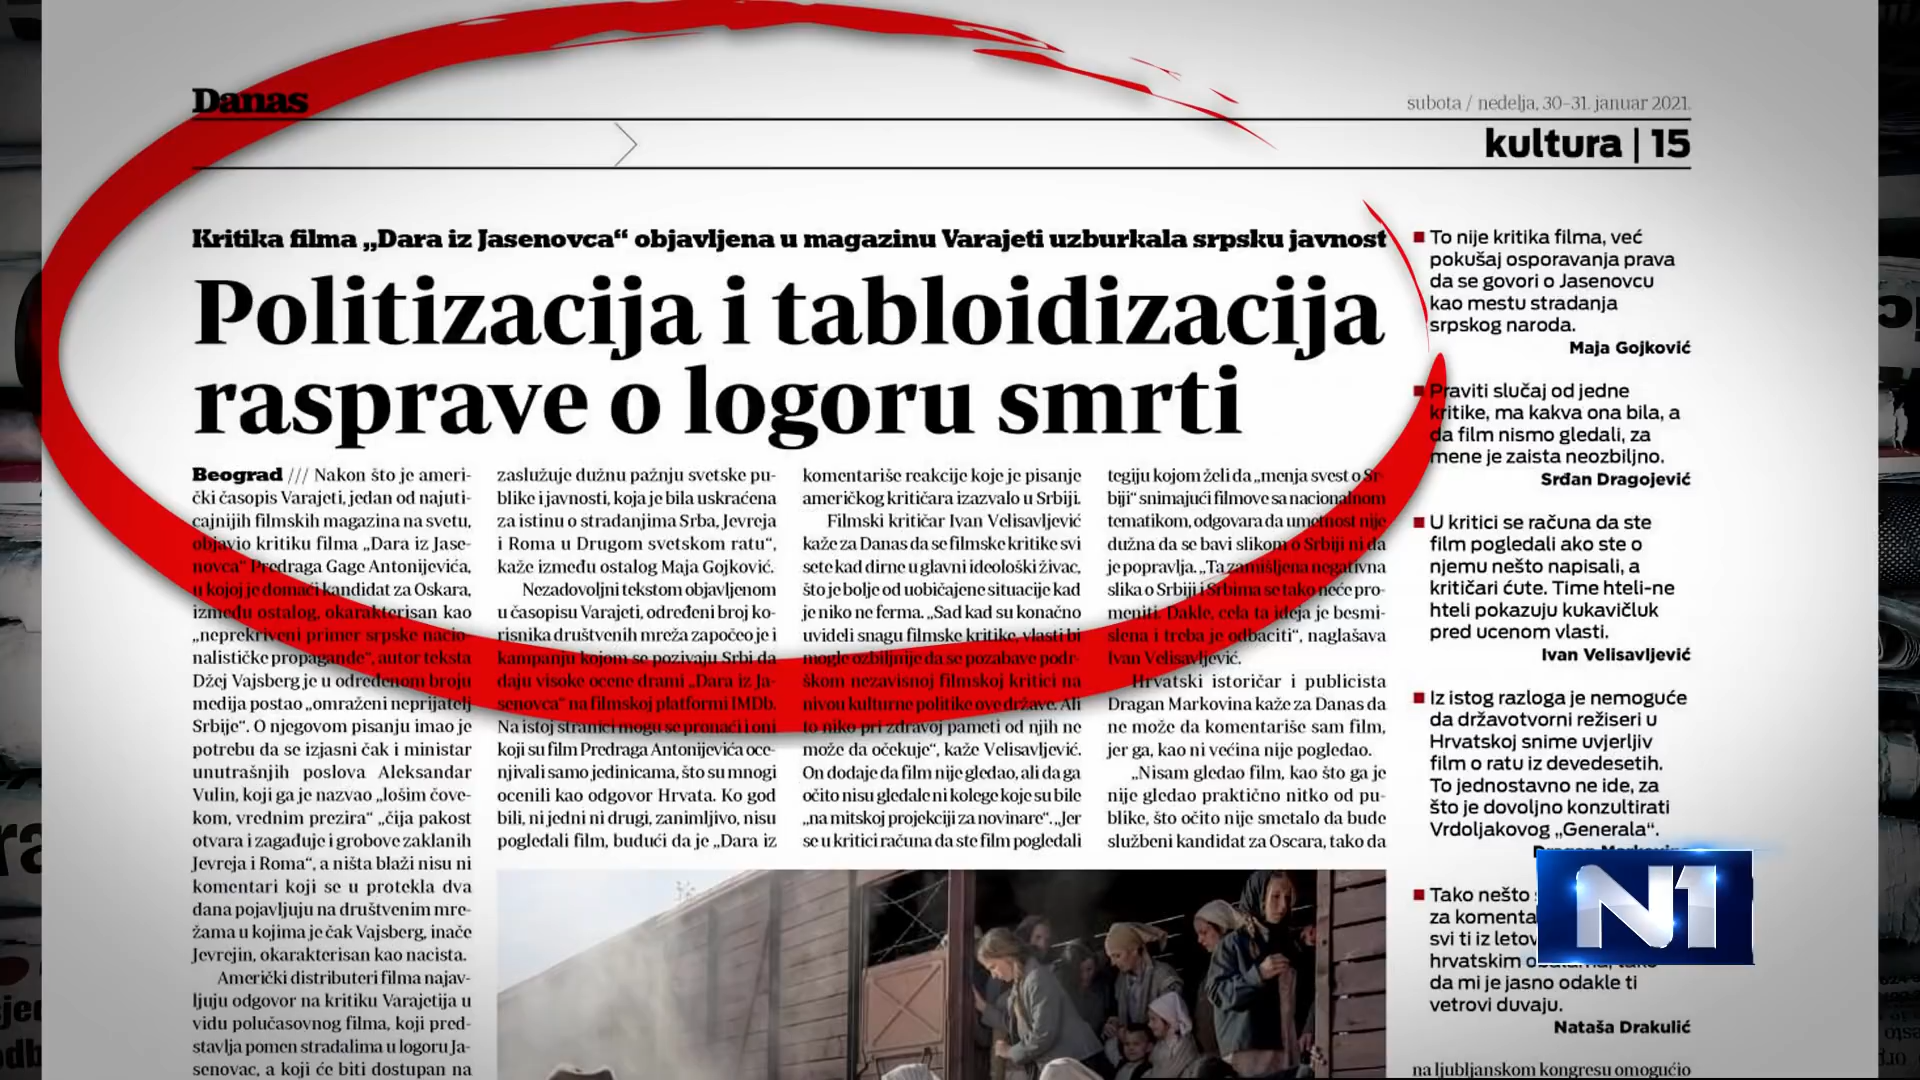 Danas
subota / nedelja, 30–31. januar 2021.
kultura | 15
Kritika filma „Dara iz Jasenovca“ objavljena u magazinu Varajeti uzburkala srpsku javnost
Politizacija i tabloidizacija
rasprave o logoru smrti
Beograd /// Nakon što je ameri-
čki časopis Varajeti, jedan od najuti-
cajnijih filmskih magazina na svetu,
objavio kritiku filma „Dara iz Jase-
novca“ Predraga Gage Antonijevića,
u kojoj je domaći kandidat za Oskara,
između ostalog, okarakterisan kao
„neprekriveni primer srpske nacio-
nalističke propagande“, autor teksta
Džej Vajsberg je u određenom broju
medija postao „omraženi neprijatelj
Srbije“. O njegovom pisanju imao je
potrebu da se izjasni čak i ministar
unutrašnjih poslova Aleksandar
Vulin, koji ga je nazvao „lošim čove-
kom, vrednim prezira“ „čija pakost
otvara i zagađuje i grobove zaklanih
Jevreja i Roma“, a ništa blaži nisu ni
komentari koji se u protekla dva
dana pojavljuju na društvenim mre-
žama u kojima je čak Vajsberg, inače
Jevrejin, okarakterisan kao nacista.
Američki distributeri filma najav-
ljuju odgovor na kritiku Varajetija u
vidu polučasovnog filma, koji pred-
stavlja pomen stradalima u logoru Ja-
senovac, a koji će biti dostupan na
zaslužuje dužnu pažnju svetske pu-
blike i javnosti, koja je bila uskraćena
za istinu o stradanjima Srba, Jevreja
i Roma u Drugom svetskom ratu“,
kaže između ostalog Maja Gojković.
Nezadovoljni tekstom objavljenom
u časopisu Varajeti, određeni broj ko-
risnika društvenih mreža započeo je i
kampanju kojom se pozivaju Srbi da
daju visoke ocene drami „Dara iz Ja-
senovca“ na filmskoj platformi IMDb.
Na istoj stranici mogu se pronaći i oni
koji su film Predraga Antonijevića oce-
njivali samo jedinicama, što su mnogi
ocenili kao odgovor Hrvata. Ko god
bili, ni jedni ni drugi, zanimljivo, nisu
pogledali film, budući da je „Dara iz
komentariše reakcije koje je pisanje
američkog kritičara izazvalo u Srbiji.
Filmski kritičar Ivan Velisavljević
kaže za Danas da se filmske kritike svi
sete kad dirne u glavni ideološki živac,
što je bolje od uobičajene situacije kad
je niko ne ferma. „Sad kad su konačno
uvideli snagu filmske kritike, vlasti bi
mogle ozbiljnije da se pozabave podr-
škom nezavisnoj filmskoj kritici na
nivou kulturne politike ove države. Ali
to niko pri zdravoj pameti od njih ne
može da očekuje“, kaže Velisavljević.
On dodaje da film nije gledao, ali da ga
očito nisu gledale ni kolege koje su bile
„na mitskoj projekciji za novinare“. „Jer
se u kritici računa da ste film pogledali
tegiju kojom želi da „menja svest o Sr-
biji“ snimajući filmove sa nacionalnom
tematikom, odgovara da umetnost nije
dužna da se bavi slikom o Srbiji ni da
je popravlja. „Ta zamišljena negativna
slika o Srbiji i Srbima se tako neće pro-
meniti. Dakle, cela ta ideja je besmi-
slena i treba je odbaciti“, naglašava
Ivan Velisavljević.
Hrvatski istoričar i publicista
Dragan Markovina kaže za Danas da
ne može da komentariše sam film,
jer ga, kao ni većina nije pogledao.
„Nisam gledao film, kao što ga je
nije gledao praktično nitko od pu-
blike, što očito nije smetalo da bude
službeni kandidat za Oscara, tako da
To nije kritika filma, već
pokušaj osporavanja prava
da se govori o Jasenovcu
kao mestu stradanja
srpskog naroda.
Maja Gojković
Praviti slučaj od jedne
kritike, ma kakva ona bila, a
da film nismo gledali, za
mene je zaista neozbiljno.
Srđan Dragojević
U kritici se računa da ste
film pogledali ako ste o
njemu nešto napisali, a
kritičari ćute. Time hteli-ne
hteli pokazuju kukavičluk
pred ucenom vlasti.
Ivan Velisavljević
Iz istog razloga je nemoguće
da državotvorni režiseri u
Hrvatskoj snime uvjerljiv
film o ratu iz devedesetih.
To jednostavno ne ide, za
što je dovoljno konzultirati
Vrdoljakovog „Generala“.
Tako nešto
za komenta
svi ti iz letov
hrvatskim
da mi je jasno odakle ti
vetrovi duvaju.
Nataša Drakulić
na ljubljanskom kongresu omogućio
N1